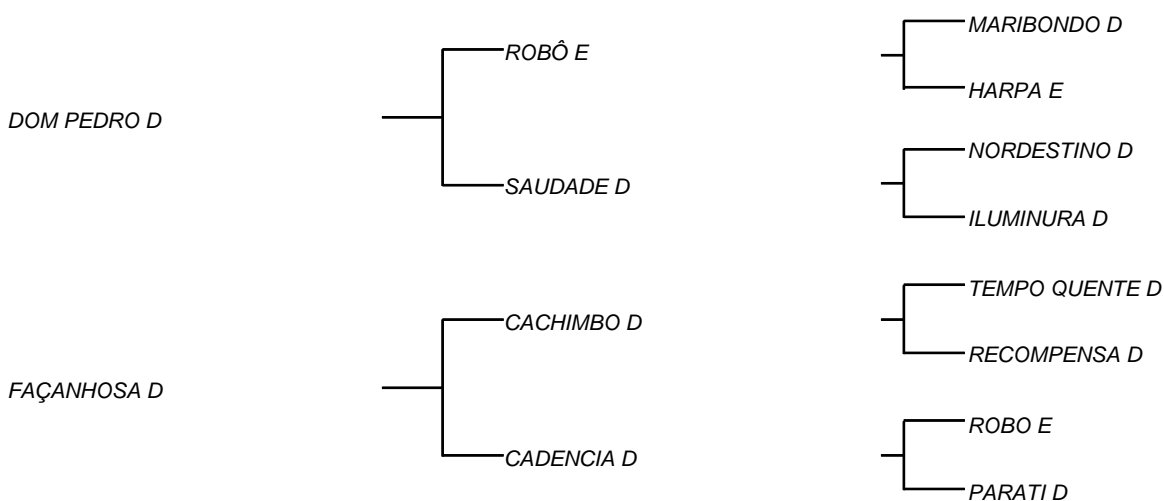 MARIBONDO D
ROBÔ E
HARPA E
DOM PEDRO D
NORDESTINO D
SAUDADE D
ILUMINURA D
TEMPO QUENTE D
CACHIMBO D
RECOMPENSA D
FAÇANHOSA D
ROBO E
CADENCIA D
PARATI D